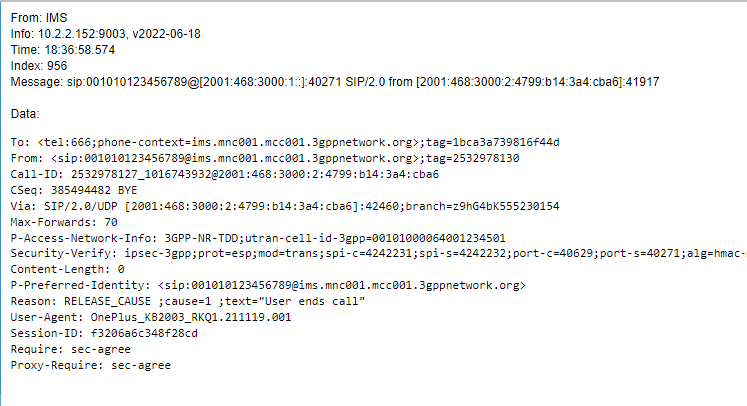 From: IMS
Info: 10.2.2.152:9003, v2022-06-18
Time: 18:36:58.574
Index: 956
Message: sip:001010123456789@[2001:468:3000:1::]:40271 SIP/2.0 from [2001:468:3000:2:4799:b14:3a4:cba6]:41917
Data:
To: <tel:666;phone-context=ims.mnc001.mcc001.3gppnetwork.org>;tag=1bca3a739816f44d
From: <sip:001010123456789@ims.mnc001.mcc001.3gppnetwork.org>;tag=2532978130
Call-ID: 2532978127_1016743932@2001:468:3000:2:4799:b14:3a4:cba6
CSeq: 385494482 BYE
Via: SIP/2.0/UDP [2001:468:3000:2:4799:b14:3a4:cba6]:42460;branch=z9hG4bK555230154
Max-Forwards: 70
P-Access-Network-Info: 3GPP-NR-TDD;utran-cell-id-3gpp=00101000064001234501
Security-Verify: ipsec-3gpp;prot=esp;mod=trans;spi-c=4242231;spi-s=4242232;port-c=40629;port-s=40271;alg=hmac-
Content-Length: 0
P-Preferred-Identity: <sip:001010123456789@ims.mnc001.mcc001.3gppnetwork.org>
Reason: RELEASE_CAUSE ;cause=1 ;text="User ends call"
User-Agent: OnePlus_KB2003_RKQ1.211119.001
Session-ID: f3206a6c348f28cd
Require: sec-agree
Proxy-Require: sec-agree